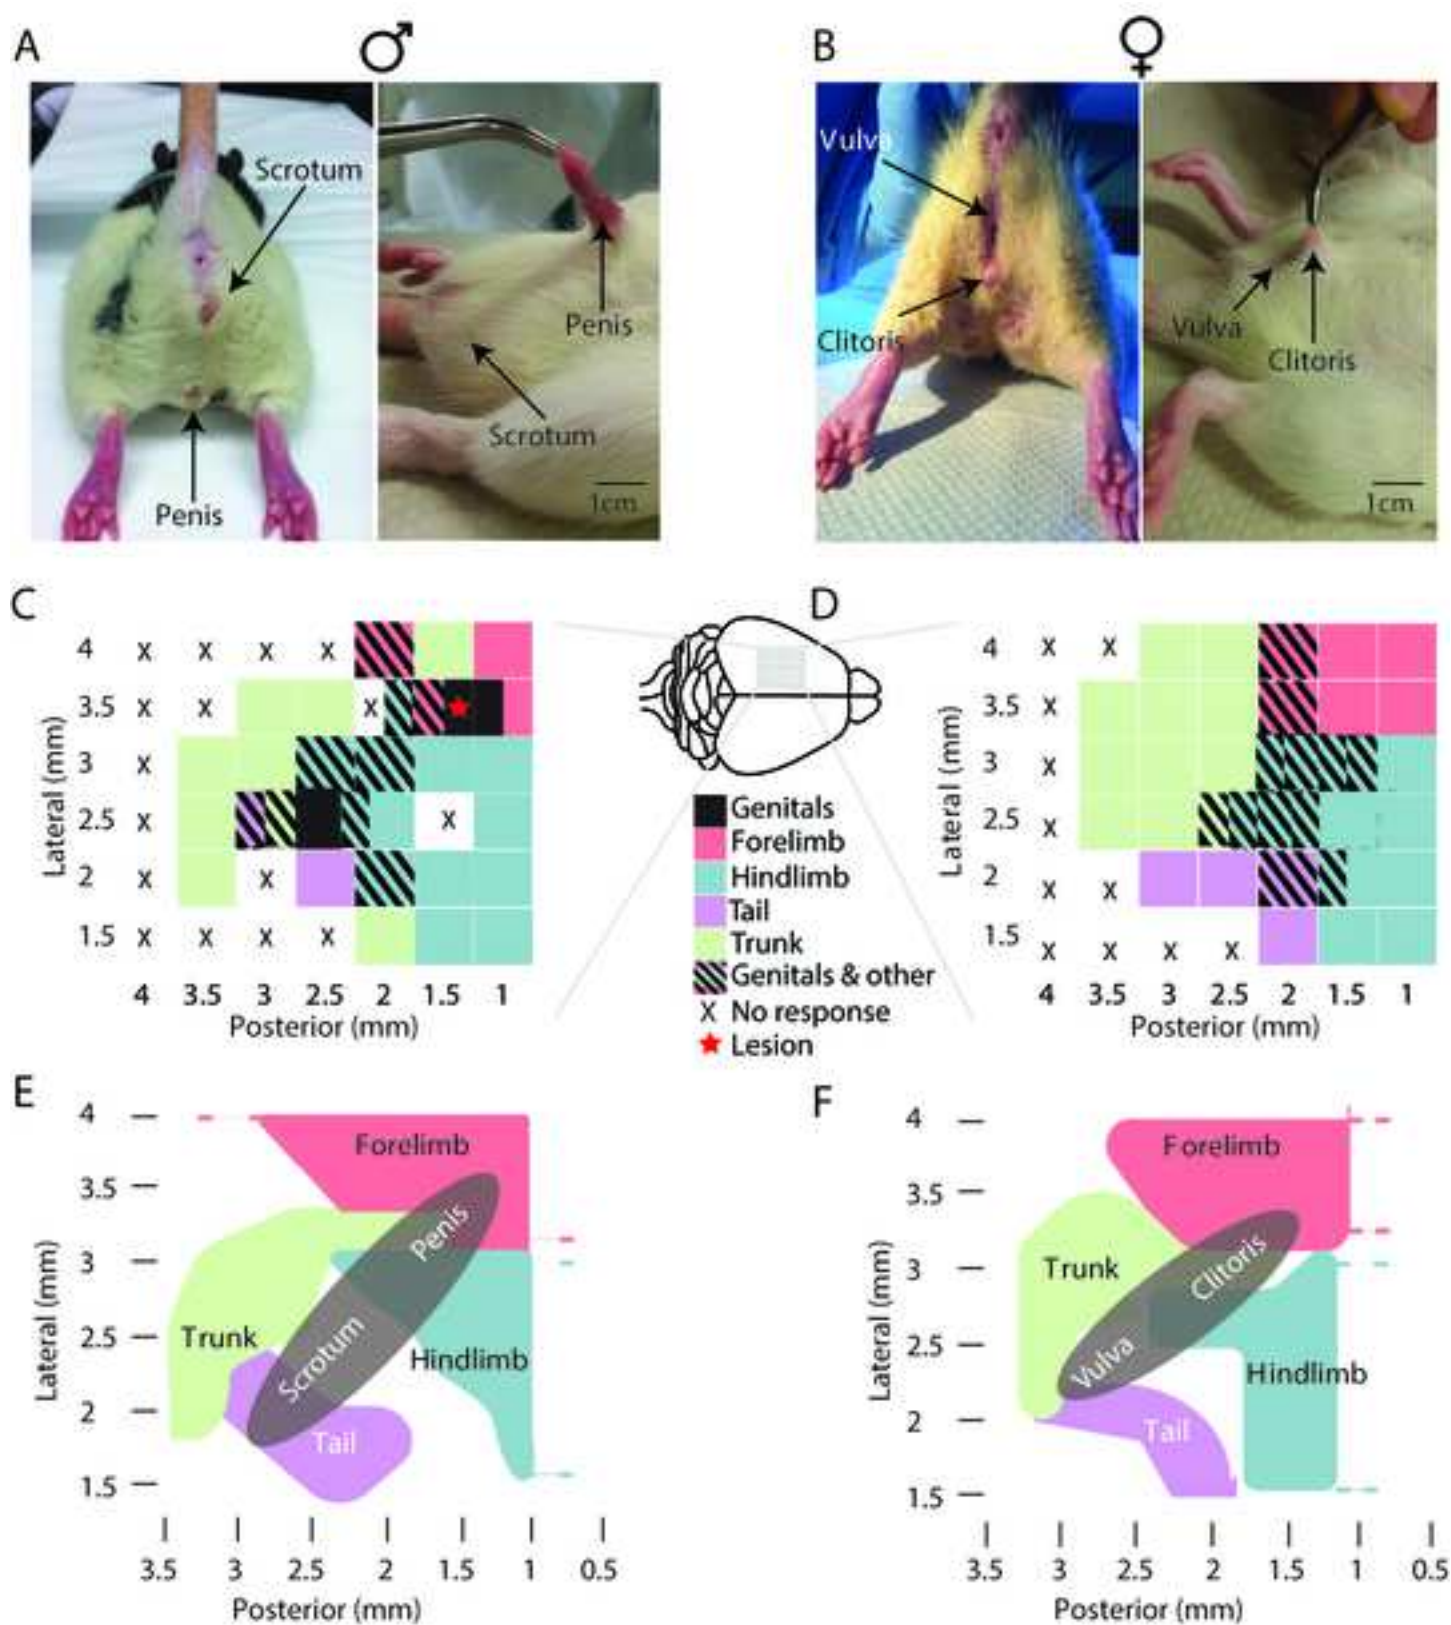 A ♂
B ♀
Scrotum
Penis
Penis
Scrotum
1cm
Vulva
Clitoris
Vulva
Clitoris
1cm
C
4 X X X X
3.5 X X X
3 X
2.5 X X
2 X X
1.5 X X X X
Lateral (mm)
4 3.5 3 2.5 2 1.5 1
Posterior (mm)
Genitals
Forelimb
Hindlimb
Tail
Trunk
Genitals & other
X No response
Lesion
D
4 X X
3.5 X
3 X
2.5 X
2 X X
1.5 X X X X
Lateral (mm)
4 3.5 3 2.5 2 1.5 1
Posterior (mm)
E
4
3.5
3
2.5
2
1.5
Lateral (mm)
Forelimb
Penis
Trunk
Scrotum
Hindlimb
Tail
3.5 3 2.5 2 1.5 1 0.5
Posterior (mm)
F
4
3.5
3
2.5
2
1.5
Lateral (mm)
Forelimb
Trunk
Clitoris
Vulva
Hindlimb
Tail
3.5 3 2.5 2 1.5 1 0.5
Posterior (mm)